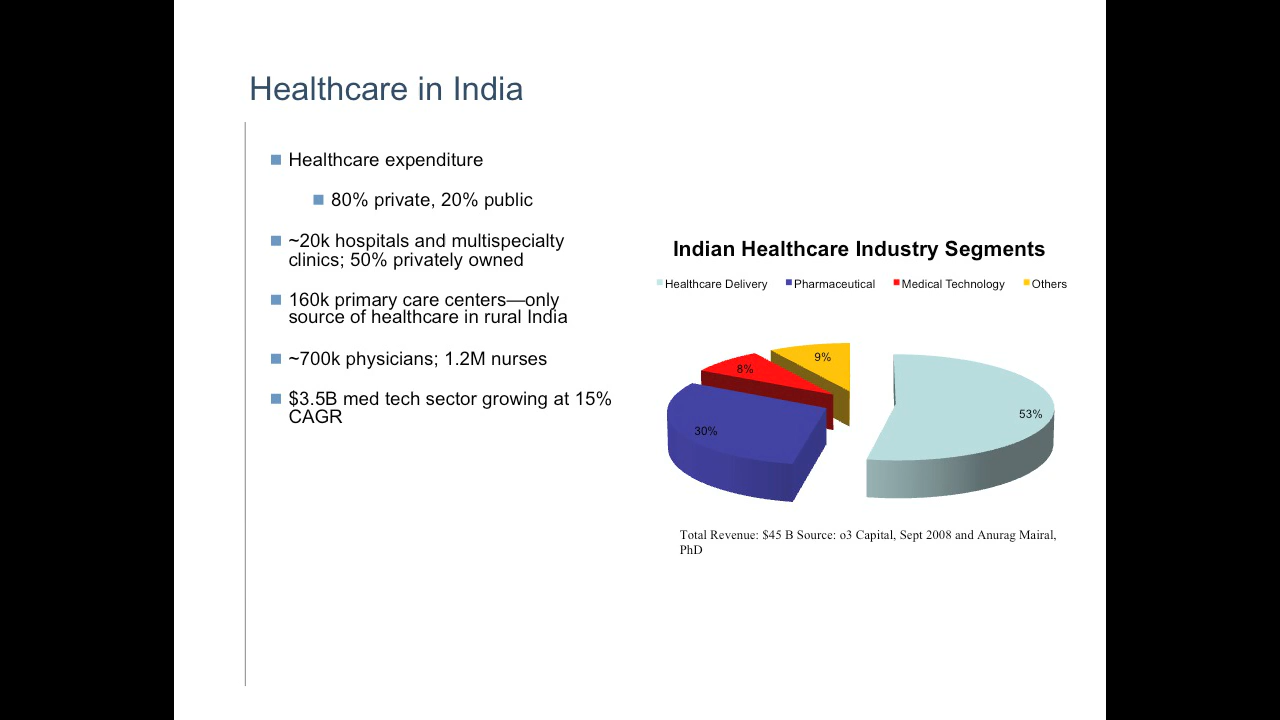 Healthcare in India
Healthcare expenditure
80% private, 20% public
~20k hospitals and multispecialty
clinics; 50% privately owned
160k primary care centers—only
source of healthcare in rural India
~700k physicians; 1.2M nurses
$3.5B med tech sector growing at 15%
CAGR
Indian Healthcare Industry Segments
Healthcare Delivery Pharmaceutical Medical Technology Others
9%
8%
53%
30%
Total Revenue: $45 B Source: o3 Capital, Sept 2008 and Anurag Mairal,
PhD